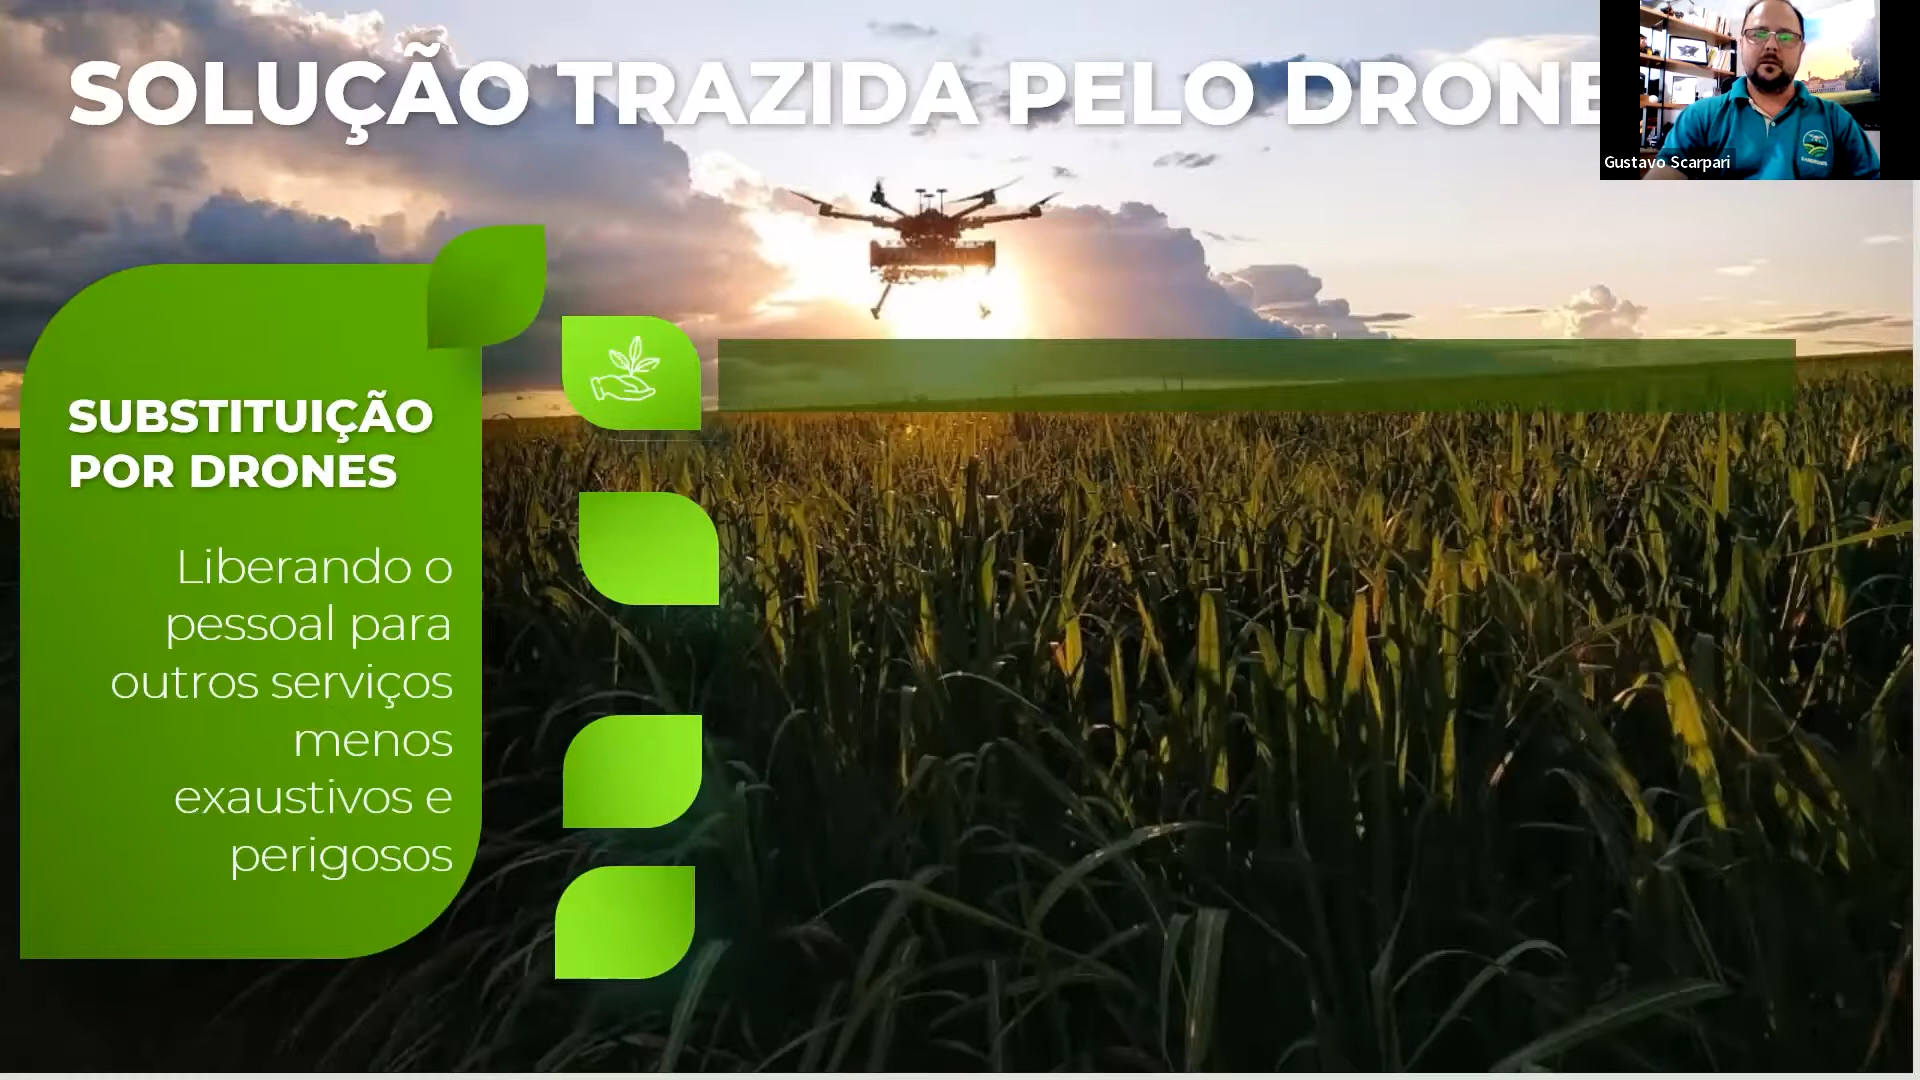 SOLUÇÃO TRAZIDA PELO DRONE
Gustavo Scarpari
SUBSTITUIÇÃO
POR DRONES
Liberando o
pessoal para
outros serviços
menos
exaustivos e
perigosos